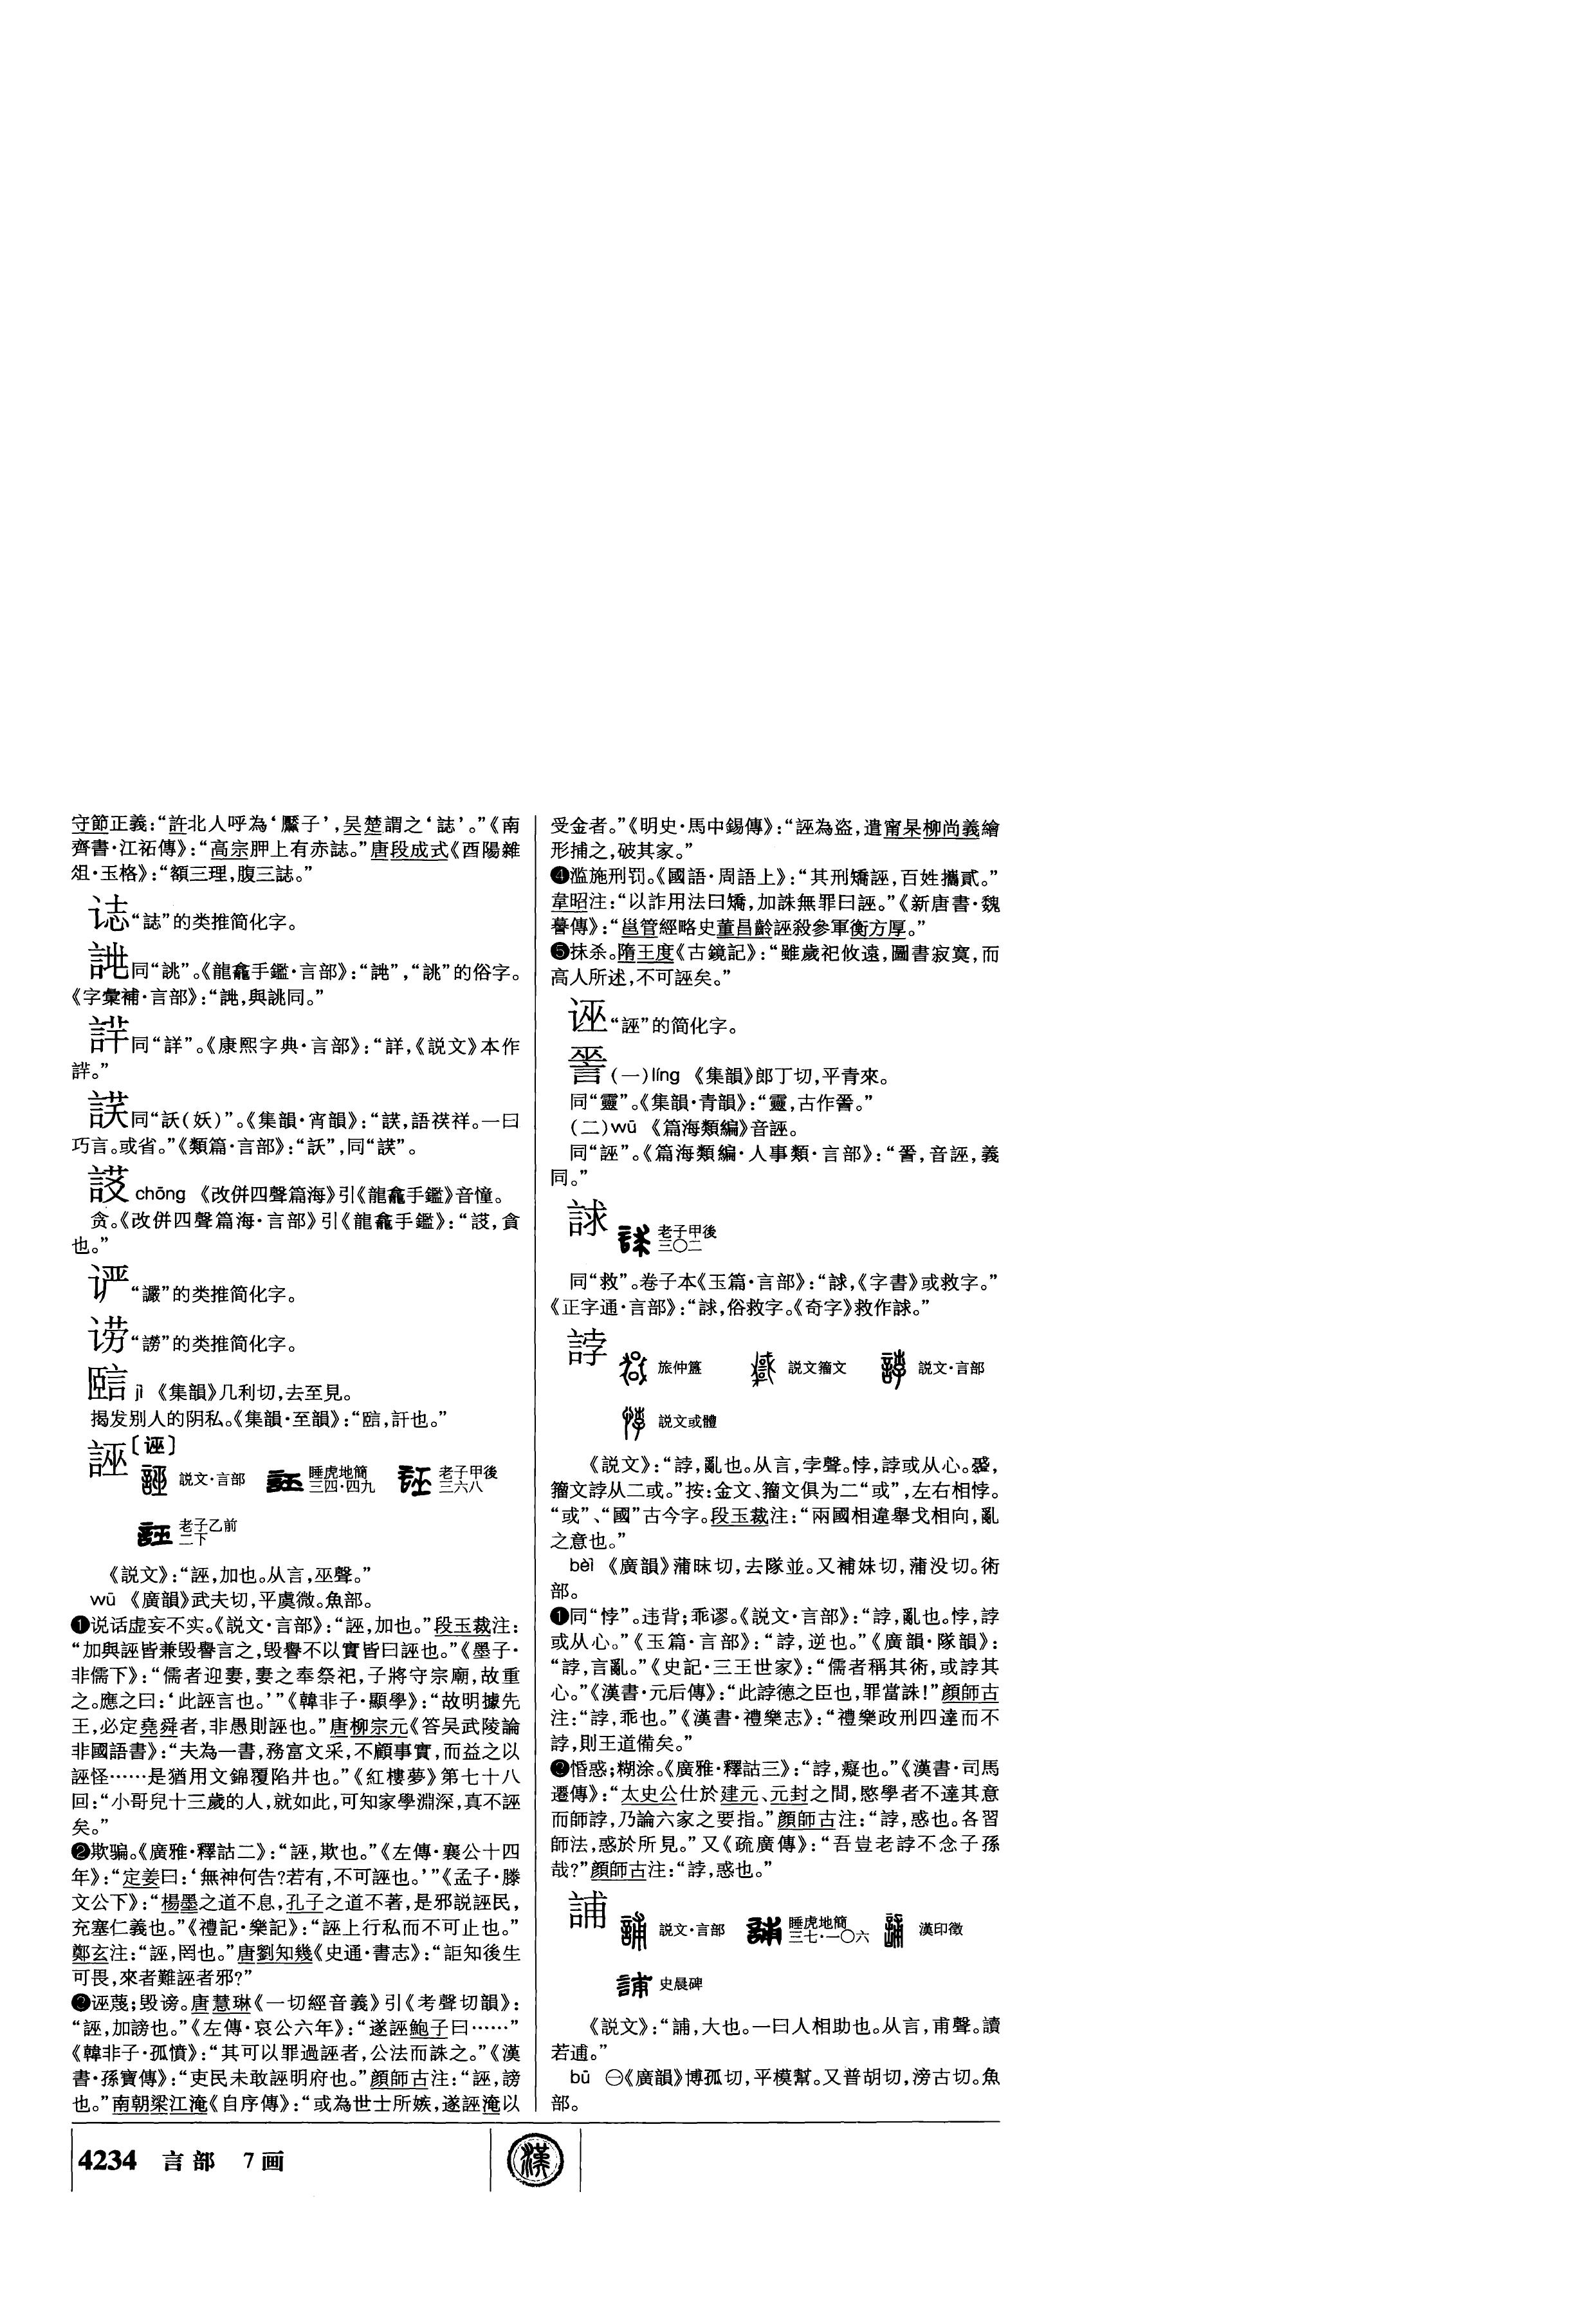 守節正義：“許北人呼為‘黶子’，吴楚謂之‘誌’。”《南
齊書·江祏傳》：“高宗胛上有赤誌。”唐段成式《酉陽雜
俎·玉格》：“額三理，腹三誌。”
𫍙“誌”的类推简化字。
同“誂”。《龍龕手鑑·言部》：“”，“誂”的俗字。
《字彙補·言部》：“，與誂同。”
同“詳”。《康熙字典·言部》：“詳，《説文》本作
。”
䛥同“訞（妖）”。《集韻·宵韻》：“䛥，語祅祥。一曰
巧言。或省。”《類篇·言部》：“訞”，同“䛥”。
chōng 《改併四聲篇海》引《龍龕手鑑》音憧。
贪。《改併四聲篇海·言部》引《龍龕手鑑》：“，貪
也。”
“讝”的类推简化字。
“謗”的类推简化字。
jì 《集韻》几利切，去至見。
揭发别人的阴私。《集韻·至韻》：“，訐也。”
誣〔诬〕
説文·言部 睡虎地簡三四·四九 老子甲後三六八
老子乙前二下
《説文》：“誣，加也。从言，巫聲。”
wū 《廣韻》武夫切，平虞微。魚部。
❶说话虚妄不实。《説文·言部》：“誣，加也。”段玉裁注：
“加與誣皆兼毁譽言之，毁譽不以實皆曰誣也。”《墨子·
非儒下》：“儒者迎妻，妻之奉祭祀，子將守宗廟，故重
之。應之曰：‘此誣言也。’”《韓非子·顯學》：“故明據先
王，必定堯舜者，非愚則誣也。”唐柳宗元《答吴武陵論
非國語書》：“夫為一書，務富文采，不顧事實，而益之以
誣怪……是猶用文錦覆陷井也。”《紅樓夢》第七十八
回：“小哥兒十三歲的人，就如此，可知家學淵深，真不誣
矣。”
❷欺骗。《廣雅·釋詁二》：“誣，欺也。”《左傳·襄公十四
年》：“定姜曰：‘無神何告?若有，不可誣也。’”《孟子·滕
文公下》：“楊墨之道不息，孔子之道不著，是邪説誣民，
充塞仁義也。”《禮記·樂記》：“誣上行私而不可止也。”
鄭玄注：“誣，罔也。”唐劉知幾《史通·書志》：“詎知後生
可畏，來者難誣者邪?”
❸诬蔑；毁谤。唐慧琳《一切經音義》引《考聲切韻》：
“誣，加謗也。”《左傳·哀公六年》：“遂誣鮑子曰……”
《韓非子·孤憤》：“其可以罪過誣者，公法而誅之。”《漢
書·孫寶傳》：“吏民未敢誣明府也。”顔師古注：“誣，謗
也。”南朝梁江淹《自序傳》：“或為世士所嫉，遂誣淹以
受金者。”《明史·馬中錫傳》：“誣為盗，遣甯杲柳尚義繪
形捕之，破其家。”
❹滥施刑罚。《國語·周語上》：“其刑矯誣，百姓攜貳。”
韋昭注：“以詐用法曰矯，加誅無罪曰誣。”《新唐書·魏
謩傳》：“邕管經略史董昌齡誣殺參軍衡方厚。”
❺抹杀。隋王度《古鏡記》：“雖歲祀攸遠，圖書寂寞，而
高人所述，不可誣矣。”
诬“誣”的简化字。
（一）líng 《集韻》郎丁切，平青來。
同“靈”。《集韻·青韻》：“靈，古作。”
（二）wū 《篇海類編》音誣。
同“誣”。《篇海類編·人事類·言部》：“，音誣，義
同。”
訄 老子甲後三〇二
同“救”。卷子本《玉篇·言部》：“，《字書》或救字。”
《正字通·言部》：“，俗救字。《奇字》救作。”
誖 旅仲簋 説文籀文 説文·言部
説文或體
《説文》：“誖，亂也。从言，孛聲。悖，誖或从心。㦽，
籀文誖从二或。”按：金文、籀文俱为二“或”，左右相悖。
“或”、“國”古今字。段玉裁注：“兩國相違舉戈相向，亂
之意也。”
bèi 《廣韻》蒲昧切，去隊並。又補妹切，蒲没切。術
部。
❶同“悖”。违背；乖谬。《説文·言部》：“誖，亂也。悖，誖
或从心。”《玉篇·言部》：“誖，逆也。”《廣韻·隊韻》：
“誖，言亂。”《史記·三王世家》：“儒者稱其術，或誖其
心。”《漢書·元后傳》：“此誖德之臣也，罪當誅！”顔師古
注：“誖，乖也。”《漢書·禮樂志》：“禮樂政刑四達而不
誖，則王道備矣。”
❷惛惑；糊涂。《廣雅·釋詁三》：“誖，癡也。”《漢書·司馬
遷傳》：“太史公仕於建元、元封之間，愍學者不達其意
而師誖，乃論六家之要指。”顔師古注：“誖，惑也。各習
師法，惑於所見。”又《疏廣傳》：“吾豈老誖不念子孫
哉?”顔師古注：“誖，惑也。”
誧 説文·言部 睡虎地簡三七·一〇六 漢印徵
史晨碑
《説文》：“誧，大也。一曰人相助也。从言，甫聲。讀
若逋。”
bū ㊀《廣韻》博孤切，平模幫。又普胡切，滂古切。魚
部。
4234 言部 7画
漢